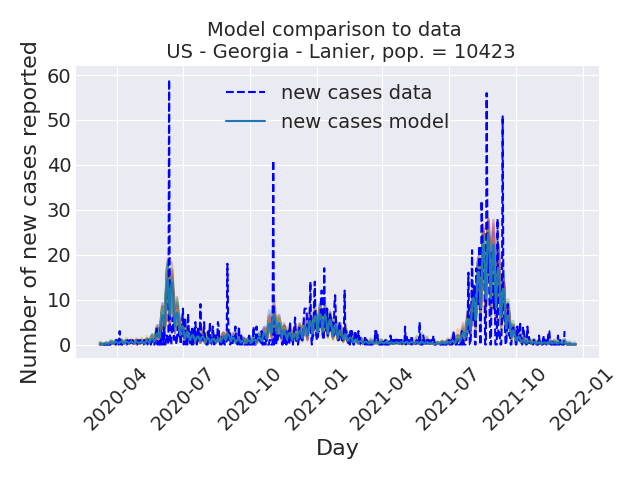 Model comparison to data
US - Georgia - Lanier, pop. = 10423
Number of new cases reported
60
50
40
30
20
10
0
new cases data
new cases model
2020-04
2020-07
2020-10
2021-01
2021-04
2021-07
2021-10
2022-01
Day